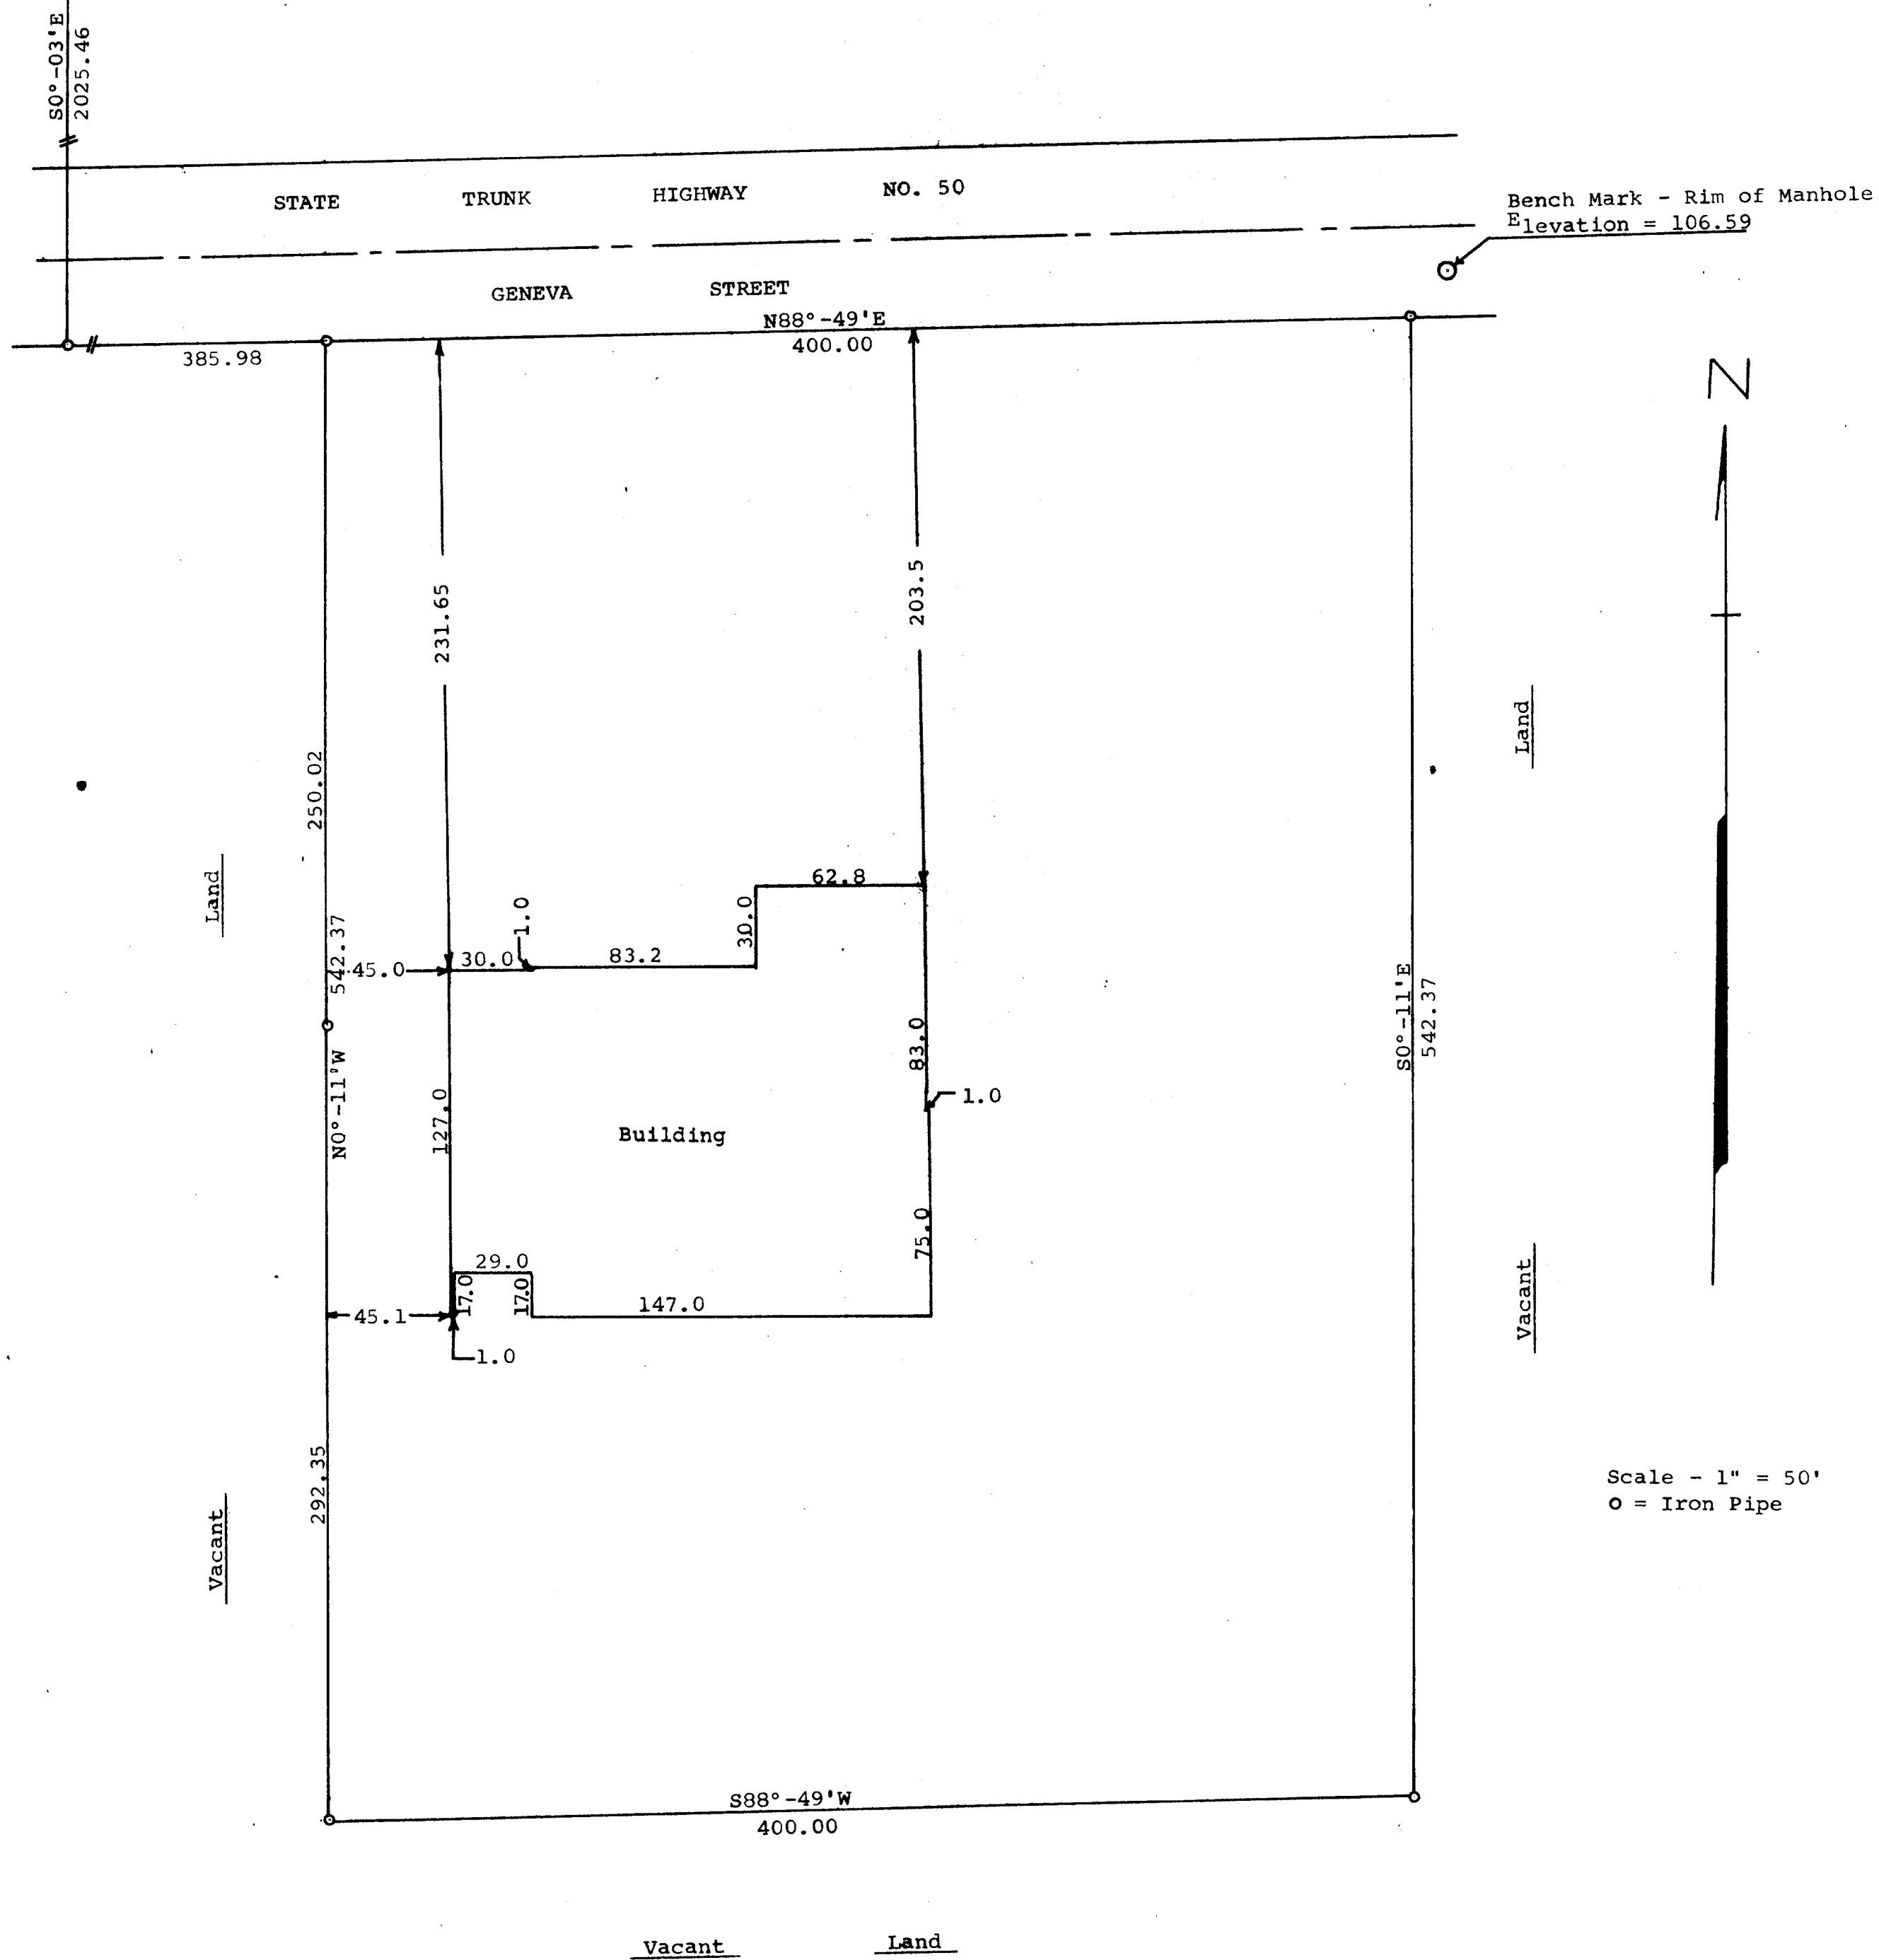 S0°-03'E
2025.46
STATE TRUNK HIGHWAY NO. 50
Bench Mark - Rim of Manhole
Elevation = 106.59
GENEVA STREET
N88°-49'E
400.00
385.98
N
231.65
203.5
250.02
Land
Land
62.8
30.0
1.0
542.37
45.0
30.0
83.2
S0°-11'E
542.37
83.0
1.0
N0°-11'W
127.0
Building
75.0
29.0
17.0
17.0
147.0
45.1
1.0
Vacant
292.35
Vacant
Scale - 1" = 50'
o = Iron Pipe
S88°-49'W
400.00
Vacant Land